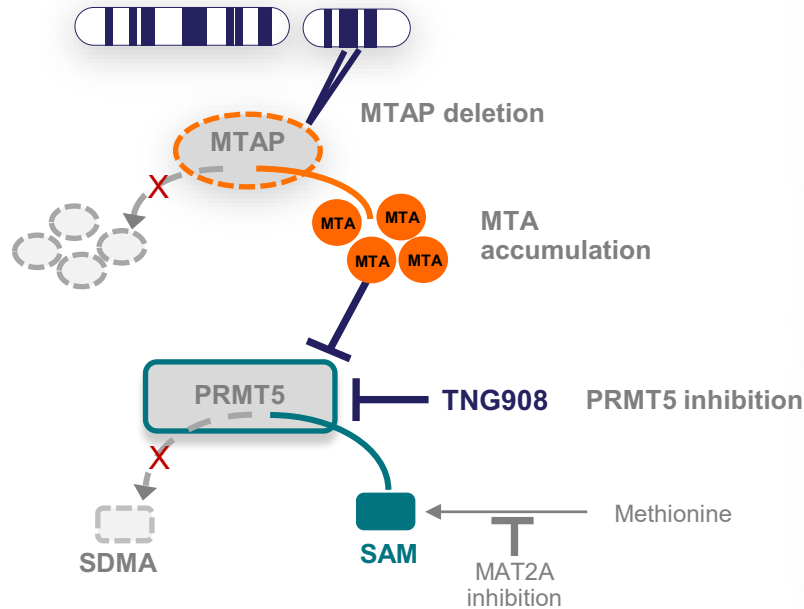 MTAP deletion
MTAP
X
MTA
MTA
MTA
MTA
MTA
accumulation
PRMT5
TNG908
PRMT5 inhibition
X
SDMA
SAM
Methionine
MAT2A
inhibition